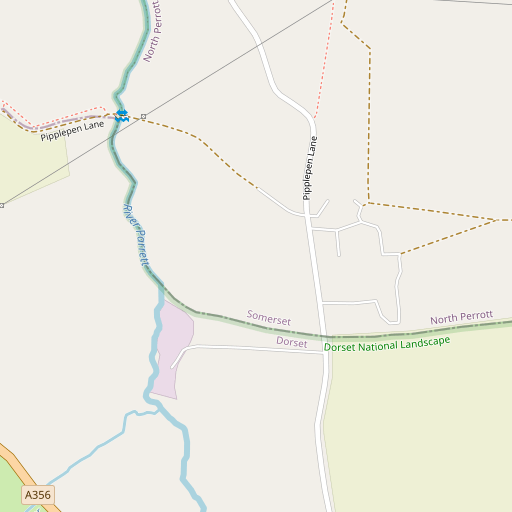 North Perrott
Pipplepen Lane
Pipplepen Lane
River Parrett
Somerset
North Perrott
Dorset
Dorset National Landscape
A356